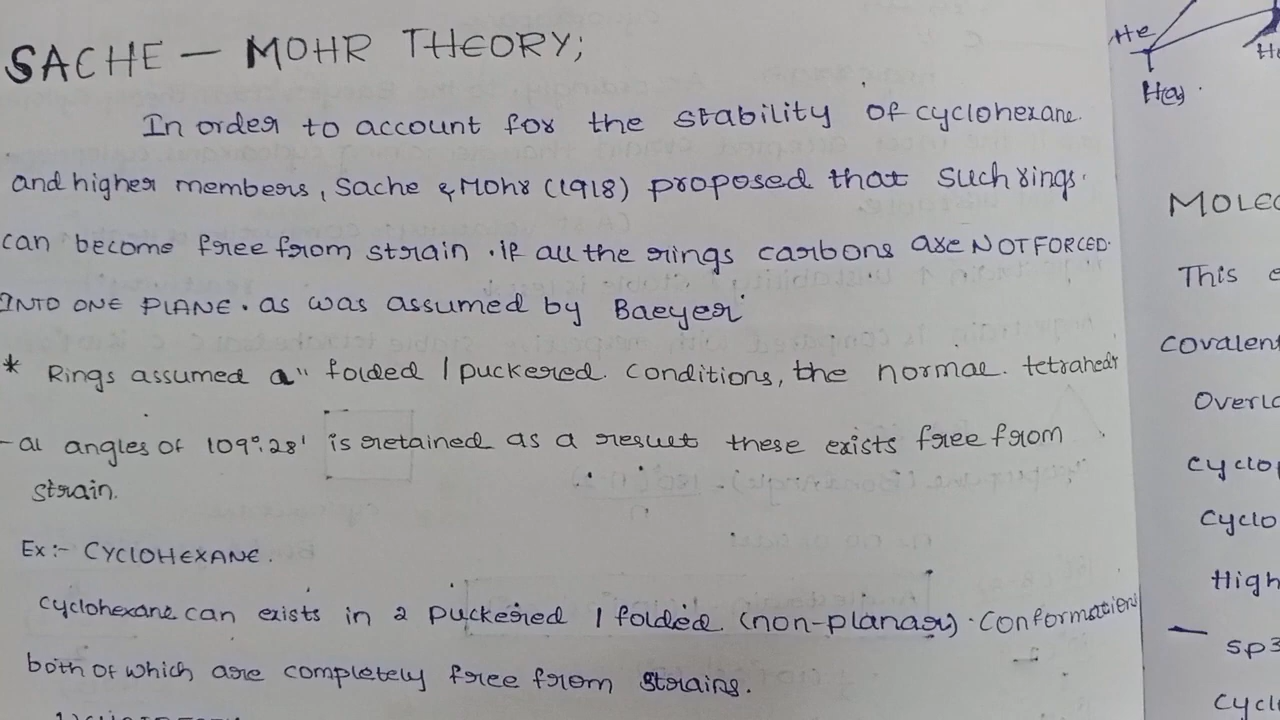 SACHE — MOHR THEORY;
In order to account for the stability of cyclohexane.
and higher members, Sache & Mohr (1918) proposed that such rings.
can become free from strain . if all the rings carbons are NOT FORCED.
INTO ONE PLANE . as was assumed by Baeyer
* Rings assumed a" folded / puckered. conditions, the normal. tetrahedr
-al angles of 109°.28' is retained as a result these exists free from
strain.
Ex:- CYCLOHEXANE.
cyclohexane can exists in 2 puckered / folded. (non-planar) . conformation
both of which are completely free from strains.
He
Ha
MOLEC
This
covalent
Overl
cyclo
cyclo
High
— sp3
cycl